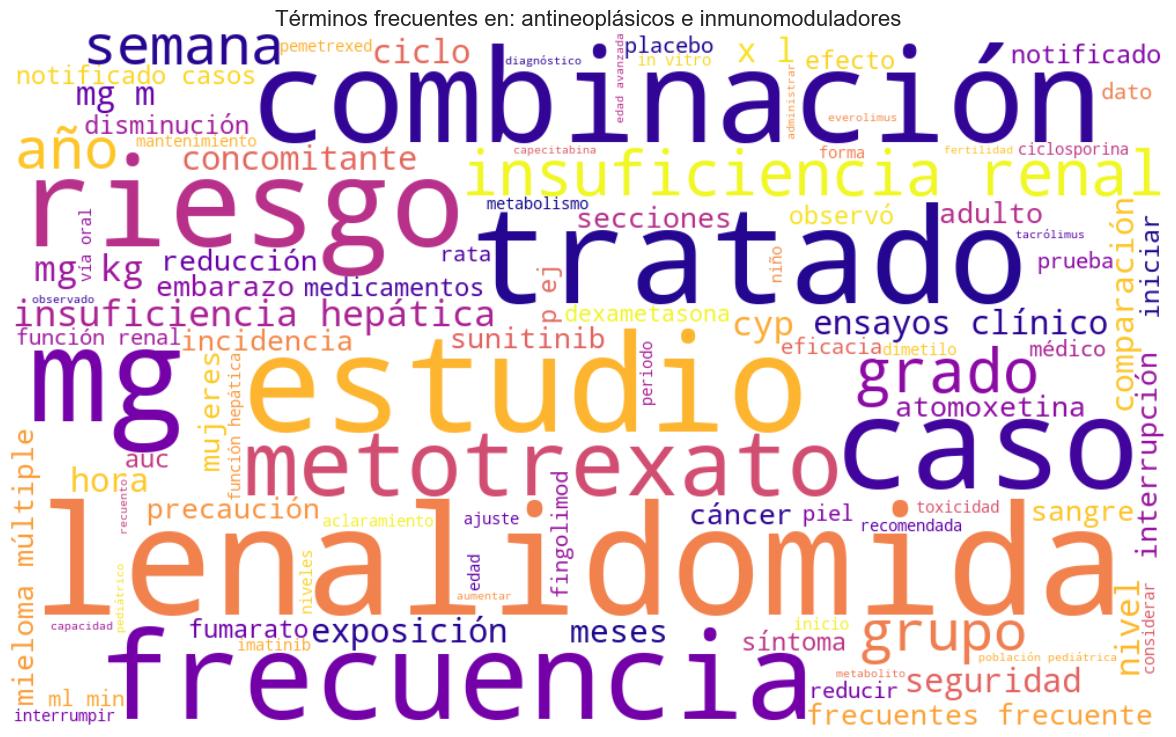 Términos frecuentes en: antineoplásicos e inmunomoduladores
semana
pemetrexed
ciclo
diagnóstico
placebo
in vitro
edad avanzada
x l
efecto
notificado
notificado casos
mg m
combinación
administrar
everolimus
dato
disminución
mantenimiento
año
concomitante
capecitabina
insuficiencia renal
forma
fertilidad
ciclosporina
riesgo
vía oral
metabolismo
tratado
secciones
observó
adulto
tacrólimus
niño
comparación
iniciar
mg kg
reducción
rata
prueba
embarazo
medicamentos
p ej
observado
insuficiencia hepática
dexametasona
cyp
ensayos clínico
función renal
incidencia
sunitinib
eficacia
dimetilo
médico
mg
mujeres
función hepática
estudio
periodo
grado
atomoxetina
interrupción
auc
metotrexato
caso
mieloma múltiple
hora
recuento
precaución
aclaramiento
ajuste
fingolimod
cáncer
piel
toxicidad
recomendada
sangre
lenalidomida
niveles
edad
aumentar
pediátrico
capacidad
fumarato
imatinib
exposición
meses
síntoma
inicio
grupo
nivel
considerar
población pediátrica
frecuencia
metabolito
reducir
seguridad
ml min
interrumpir
frecuentes frecuente